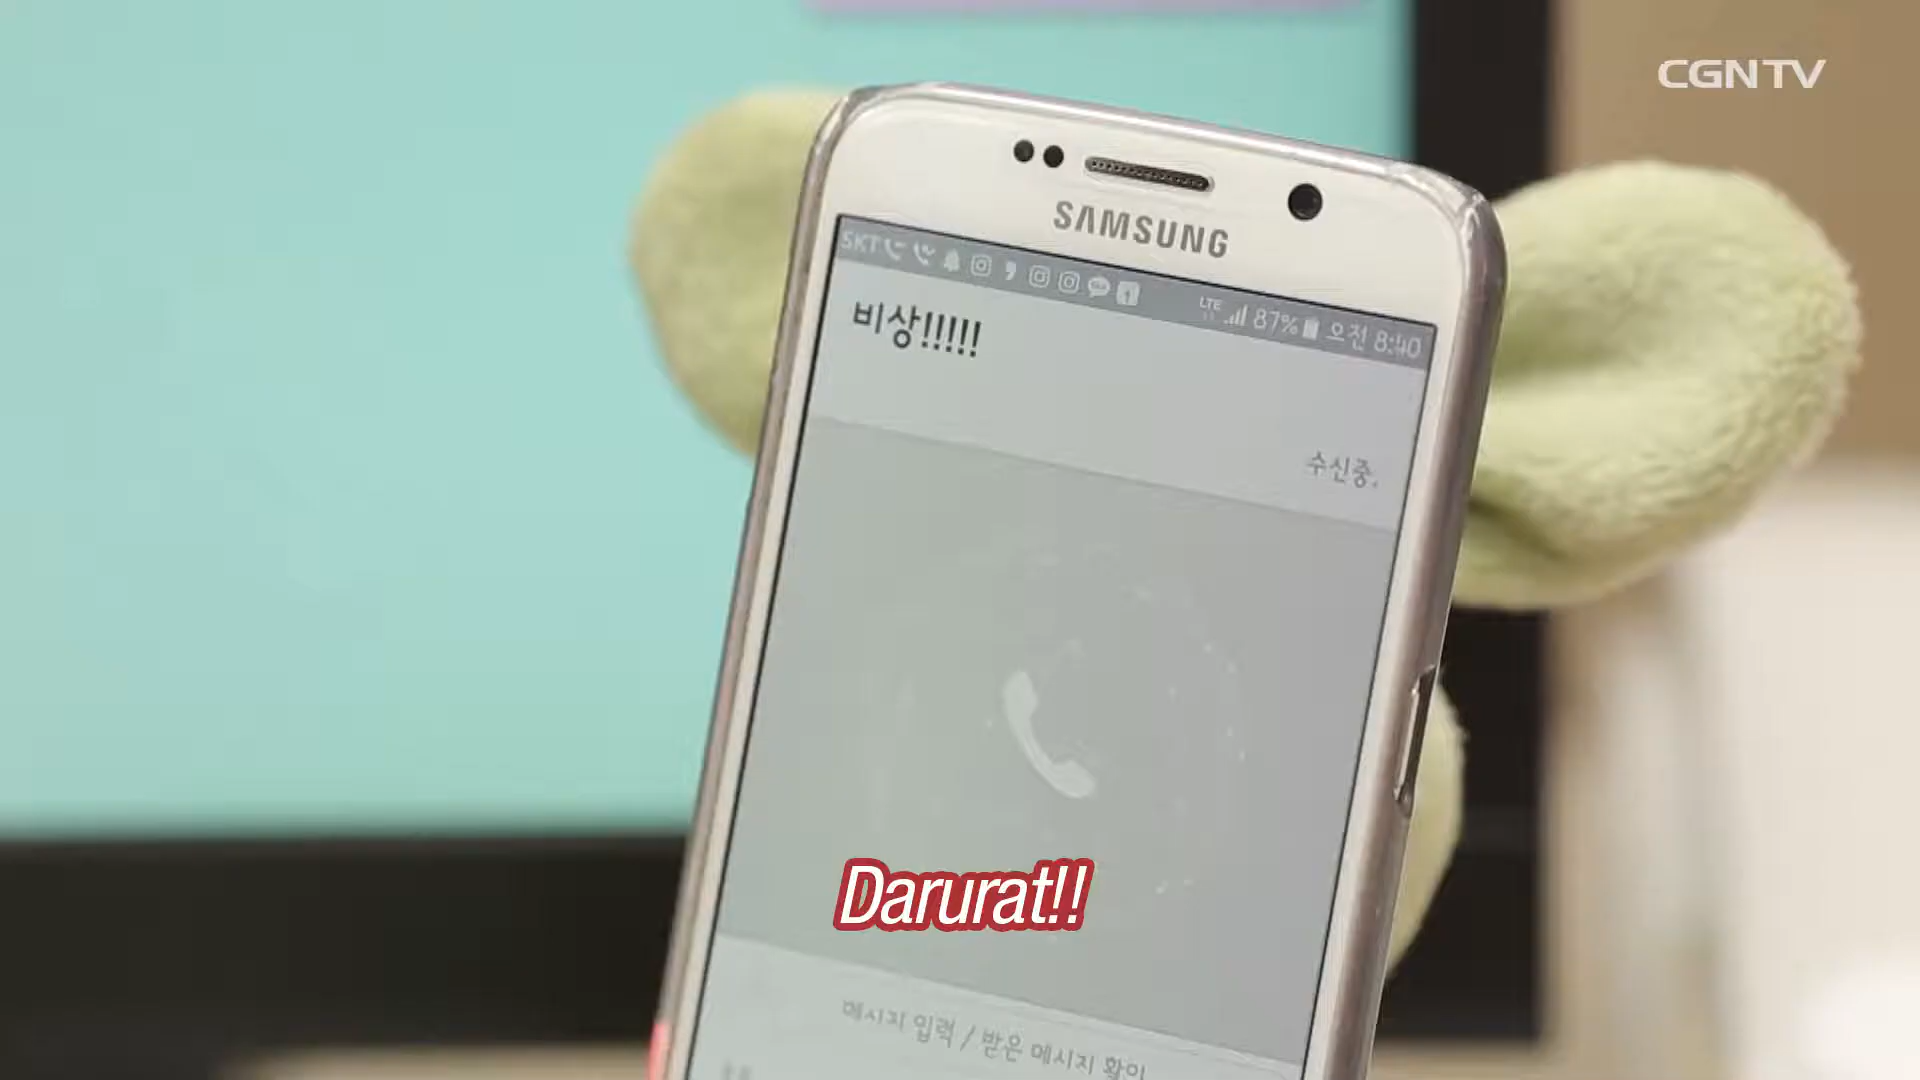 CGNTV
SAMSUNG
SKT LTE 87% 오전 8:40
비상!!!!!
수신중.
Darurat!!
메시지 입력 / 받은 메시지 확인